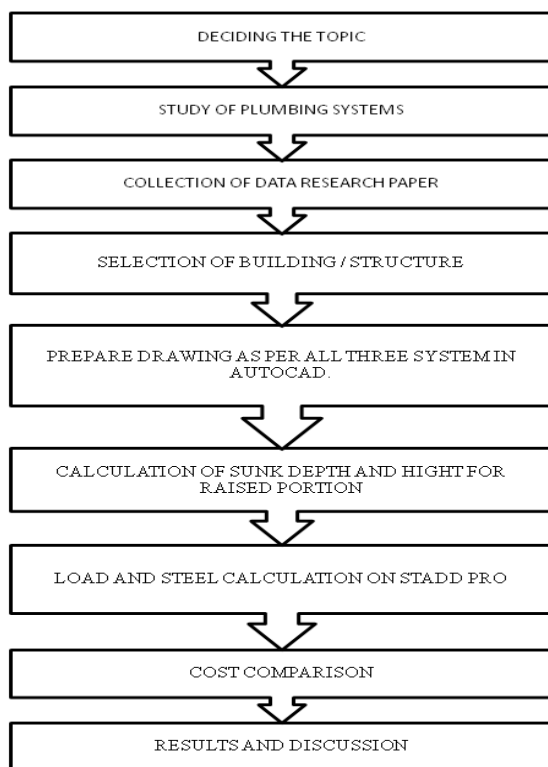 DECIDING THE TOPIC
STUDY OF PLUMBING SYSTEMS
COLLECTION OF DATA RESEARCH PAPER
SELECTION OF BUILDING / STRUCTURE
PREPARE DRAWING AS PER ALL THREE SYSTEM IN
AUTOCAD.
CALCULATION OF SUNK DEPTH AND HIGHT FOR
RAISED PORTION
LOAD AND STEEL CALCULATION ON STADD PRO
COST COMPARISON
RESULTS AND DISCUSSION